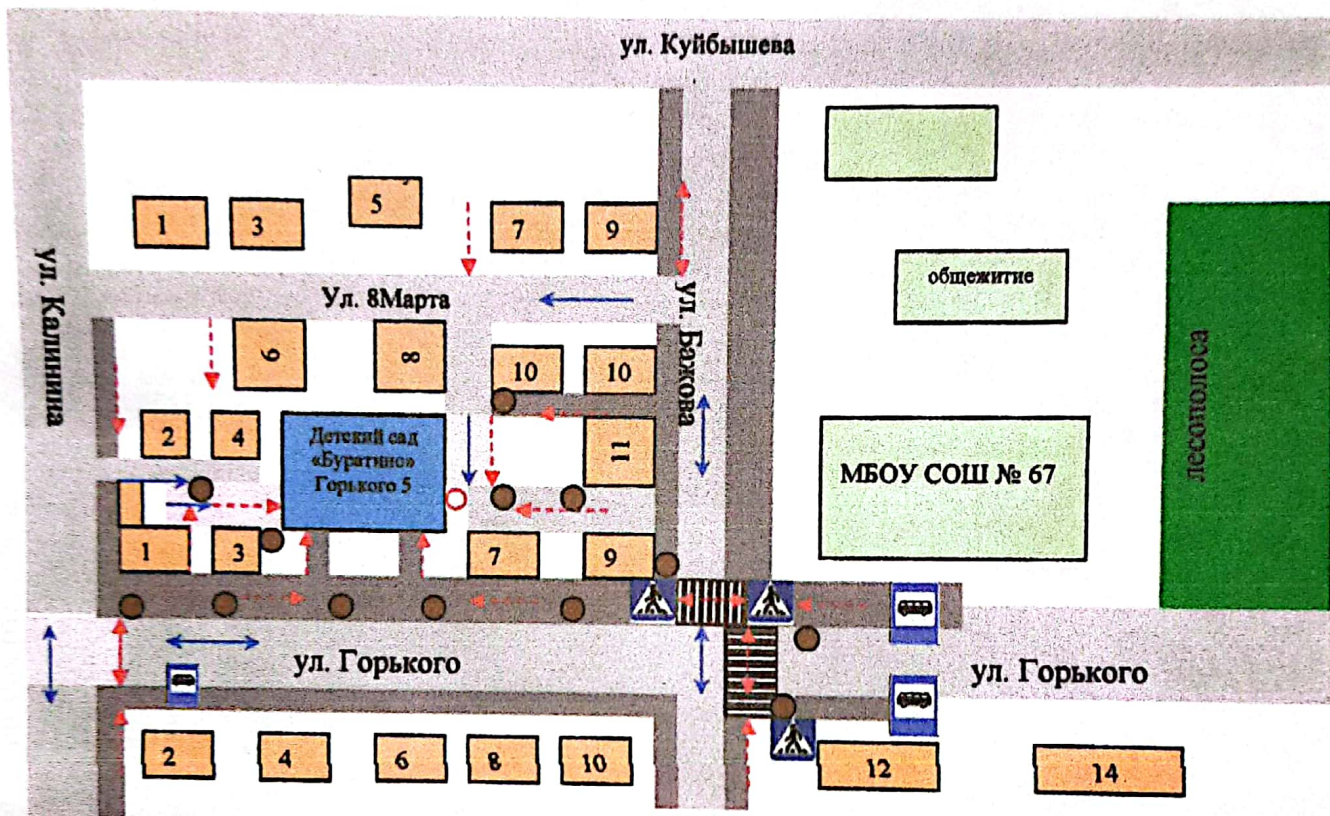 ул. Куйбышева
1
3
5
7
9
ул. Калинина
Ул. 8Марта
ул. Бажова
общежитие
лесополоса
6
8
10
10
2
4
Детский сад
«Буратино»
Горького 5
11
МБОУ СОШ № 67
1
3
7
9
ул. Горького
ул. Горького
2
4
6
8
10
12
14